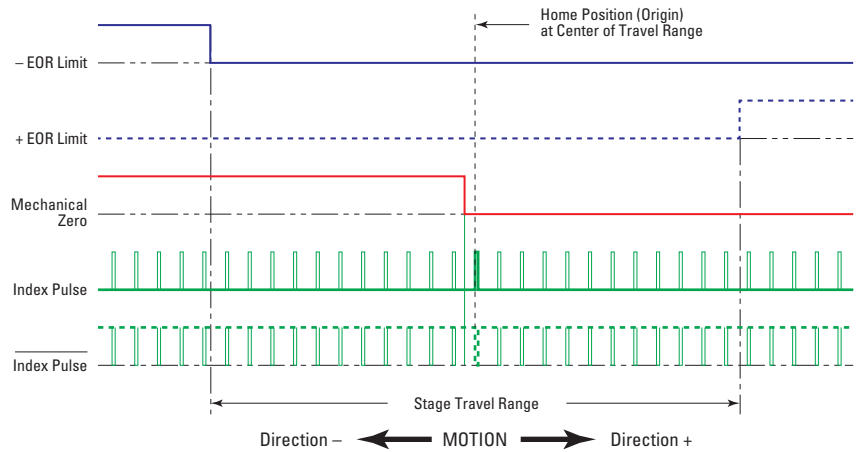 Home Position (Origin)
at Center of Travel Range
– EOR Limit
+ EOR Limit
Mechanical
Zero
Index Pulse
Index Pulse
Stage Travel Range
Direction – MOTION Direction +